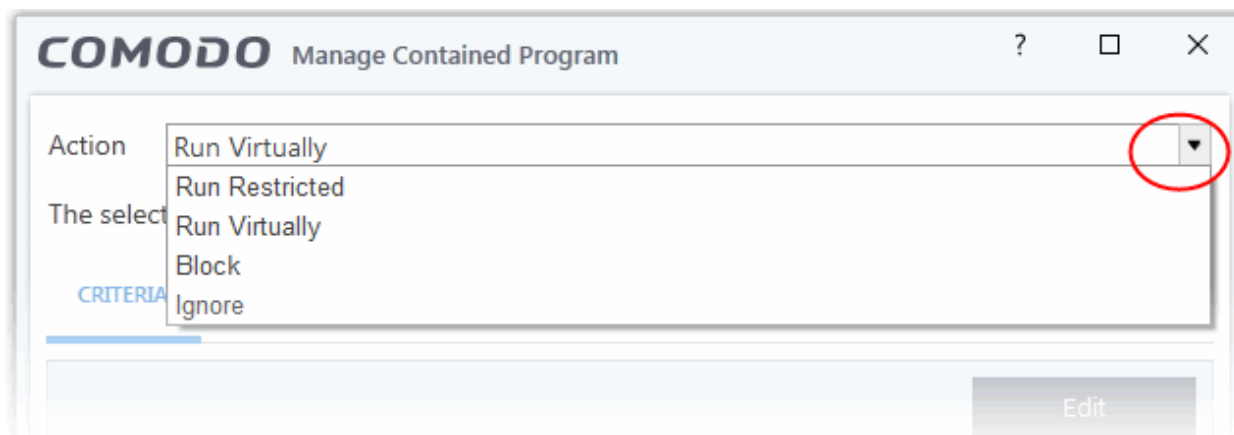 COMODO Manage Contained Program ?
Action Run Virtually
Run Restricted
The select
Run Virtually
Block
CRITERIA
Ignore
Edit